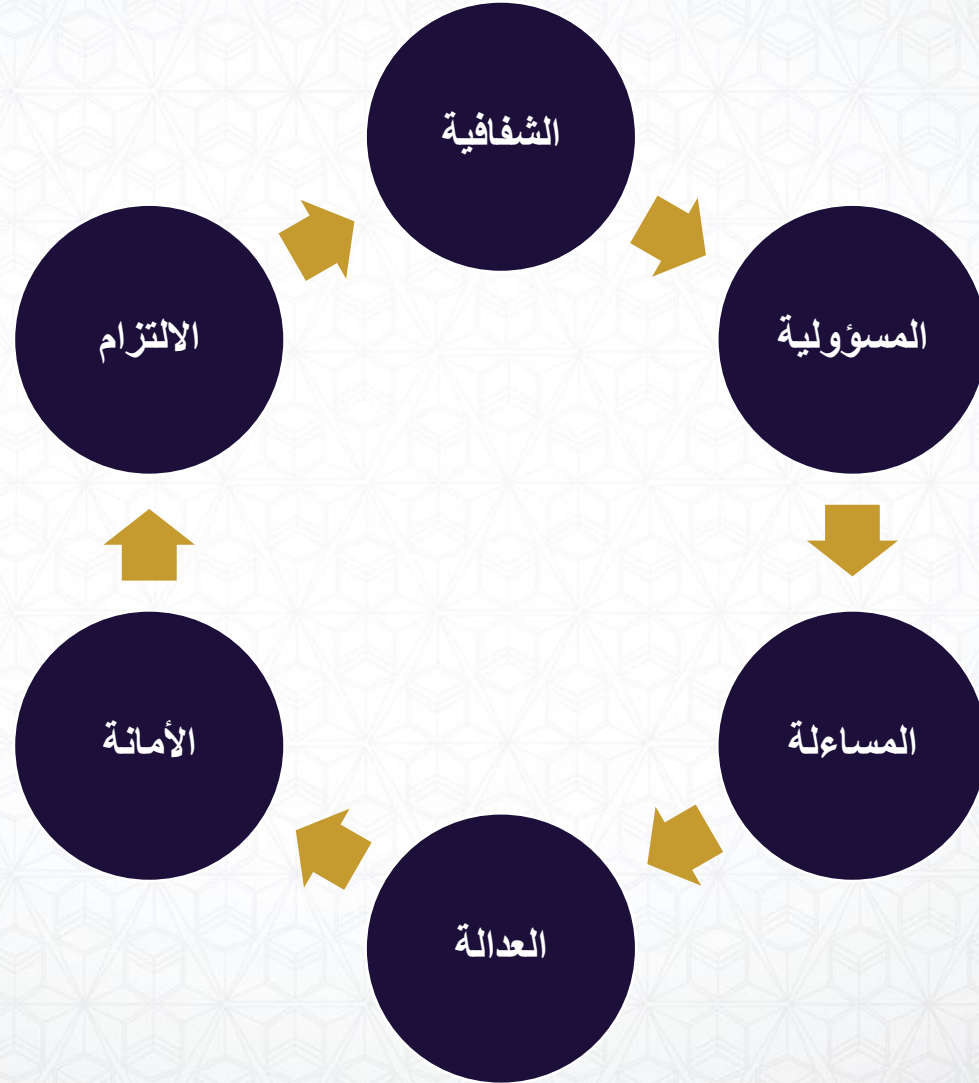 الشفافية
المسؤولية
المساءلة
العدالة
الأمانة
الالتزام